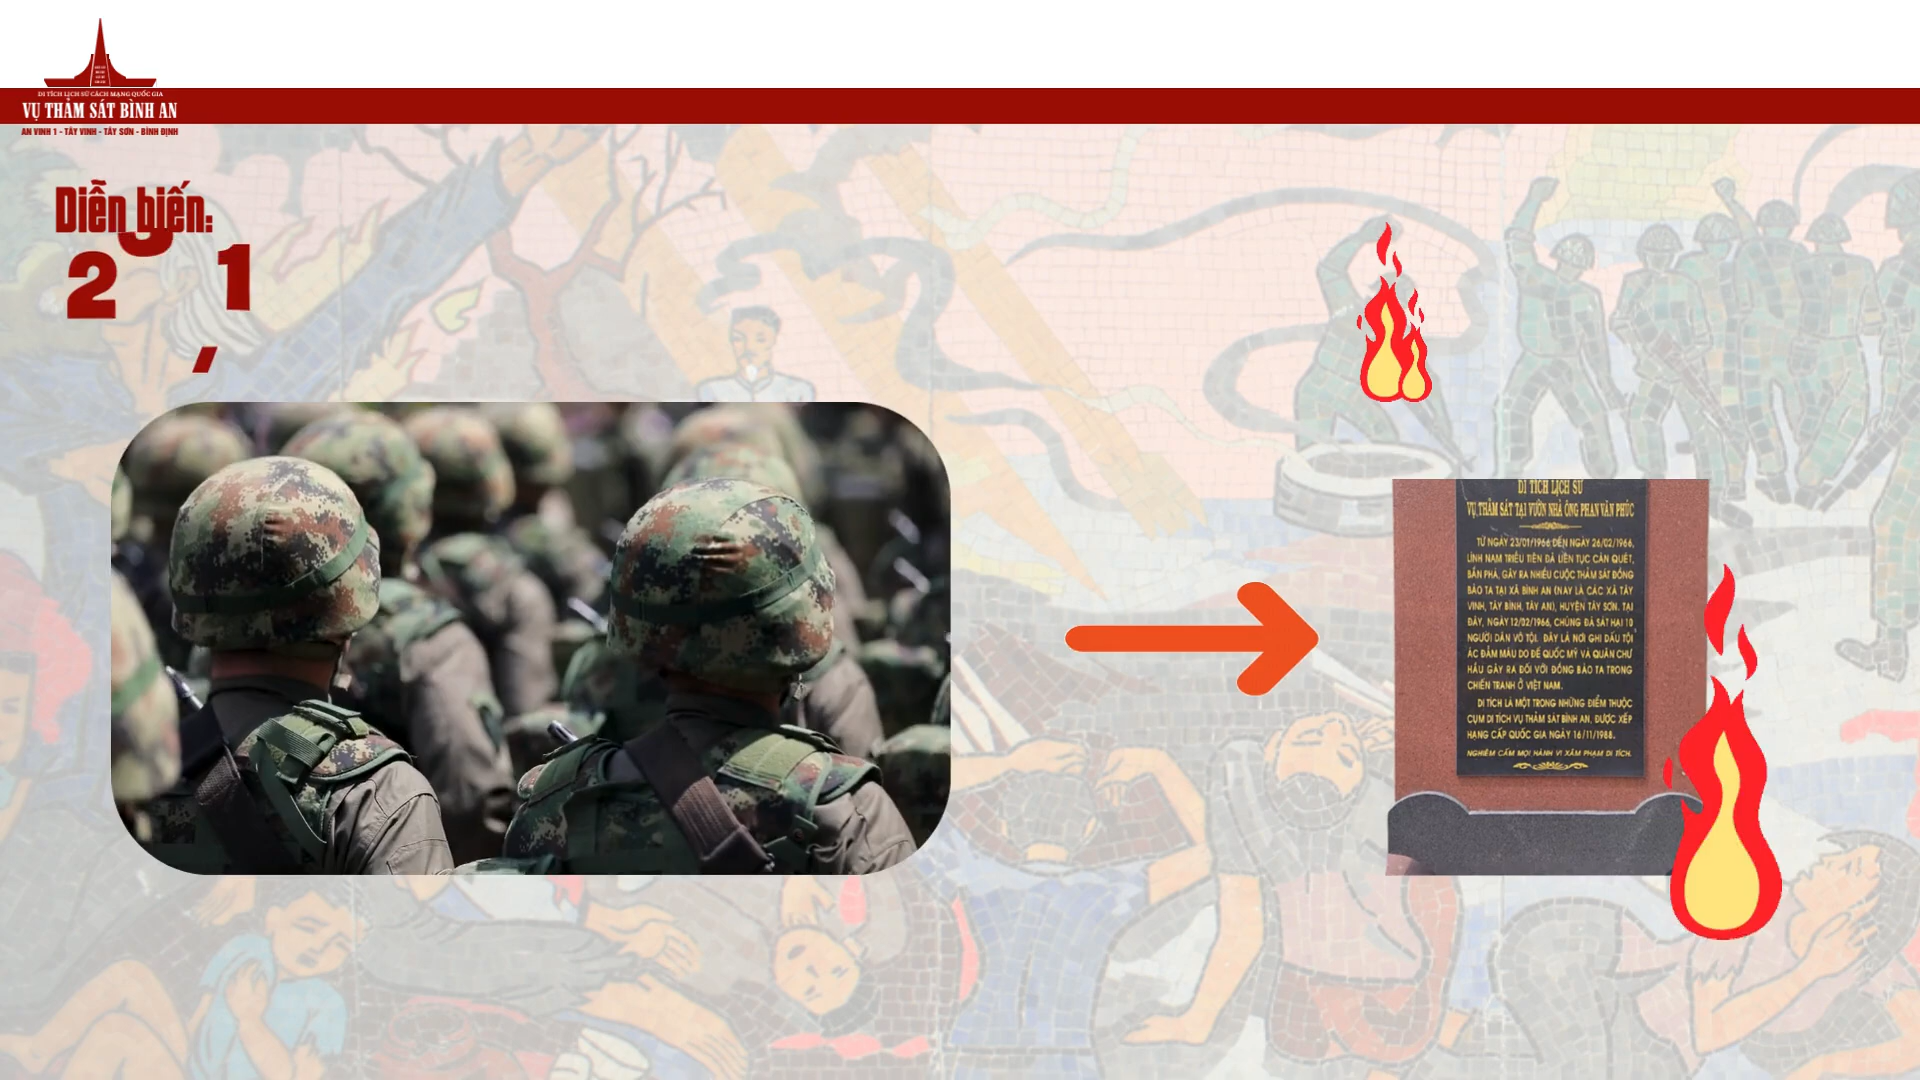 DI TÍCH LỊCH SỬ CÁCH MẠNG QUỐC GIA
VỤ THẢM SÁT BÌNH AN
AN VINH 1 - TÂY VINH - TÂY SƠN - BÌNH ĐỊNH
Diễn biến:
2 1
,
DI TÍCH LỊCH SỬ
VỤ THẢM SÁT TẠI VƯỜN NHÀ ÔNG PHAN VĂN PHÚC
TỪ NGÀY 23/01/1966 ĐẾN NGÀY 26/02/1966,
LÍNH NAM TRIỀU TIÊN ĐÃ LIÊN TỤC CÀN QUÉT,
BẮN PHÁ, GÂY RA NHIỀU CUỘC THẢM SÁT ĐỒNG
BÀO TA TẠI XÃ BÌNH AN (NAY LÀ CÁC XÃ TÂY
VINH, TÂY BÌNH, TÂY AN), HUYỆN TÂY SƠN. TẠI
ĐÂY, NGÀY 12/02/1966, CHÚNG ĐÃ SÁT HẠI 10
NGƯỜI DÂN VÔ TỘI. ĐÂY LÀ NƠI GHI DẤU TỘI
ÁC ĐẪM MÁU DO ĐẾ QUỐC MỸ VÀ QUÂN CHƯ
HẦU GÂY RA ĐỐI VỚI ĐỒNG BÀO TA TRONG
CHIẾN TRANH Ở VIỆT NAM.
DI TÍCH LÀ MỘT TRONG NHỮNG ĐIỂM THUỘC
CỤM DI TÍCH VỤ THẢM SÁT BÌNH AN, ĐƯỢC XẾP
HẠNG CẤP QUỐC GIA NGÀY 16/11/1988.
NGHIÊM CẤM MỌI HÀNH VI XÂM PHẠM DI TÍCH.